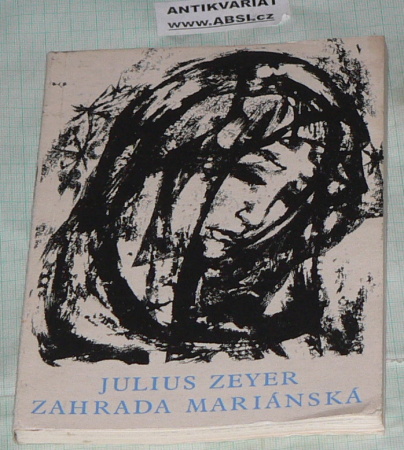 ANTIKVARIAT
www.ABSI.cz
JULIUS ZEYER
ZAHRADA MARIÁNSKÁ